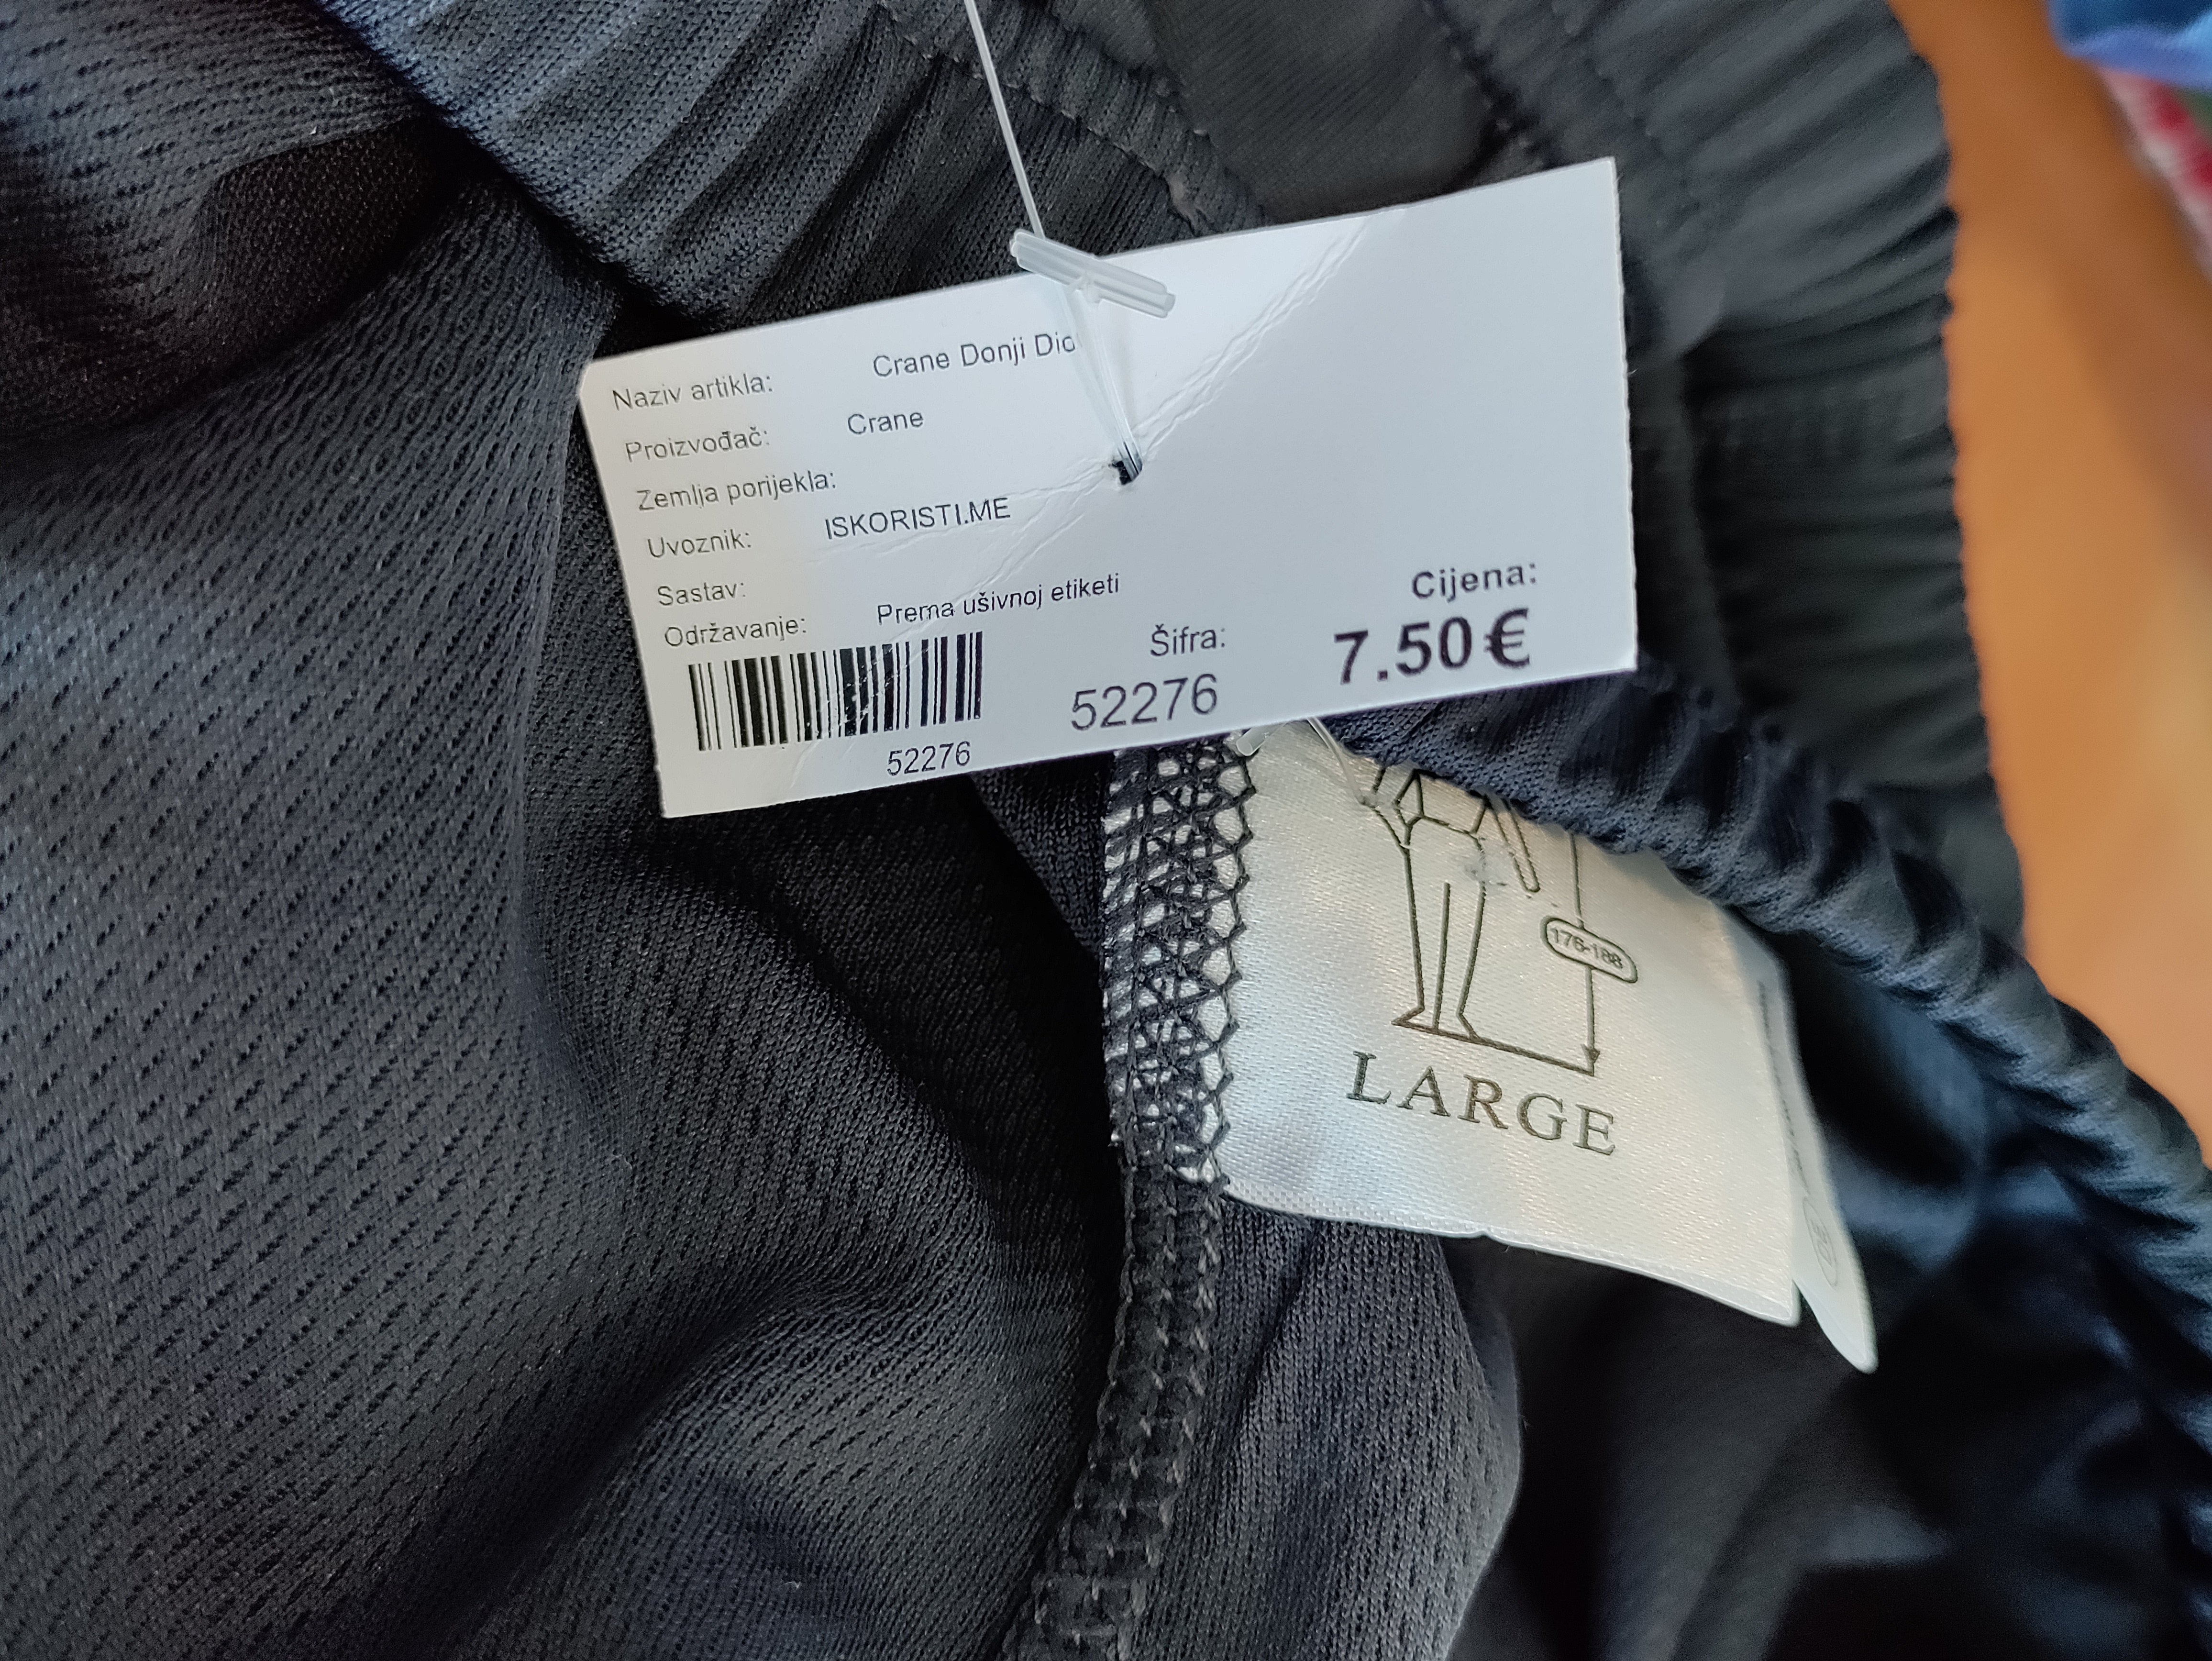 Naziv artikla: Crane Donji
Proizvođač: Crane
Zemlja porijekla:
Uvoznik: ISKORISTI.ME
Sastav:
Održavanje: Prema ušivnoj etiketi
52276
Šifra:
52276
Cijena:
7.50€
176-188
LARGE